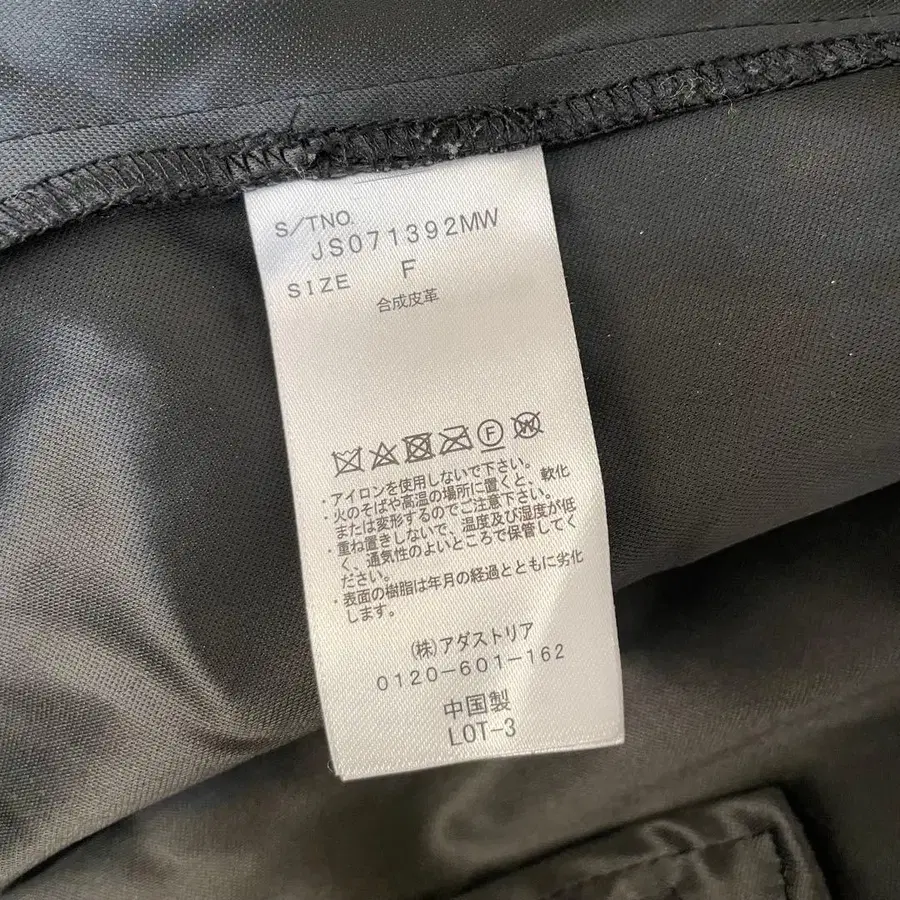 S/TNO.
JS071392MW
SIZE F
合成皮革
F W
・アイロンを使用しないで下さい。
・火のそばや高温の場所に置くと、軟化
または変形するのでご注意下さい。
・重ね置きしないで、温度及び湿度が低
く、通気性のよいところで保管してく
ださい。
・表面の樹脂は年月の経過とともに劣化
します。
(株)アダストリア
0120-601-162
中国製
LOT-3